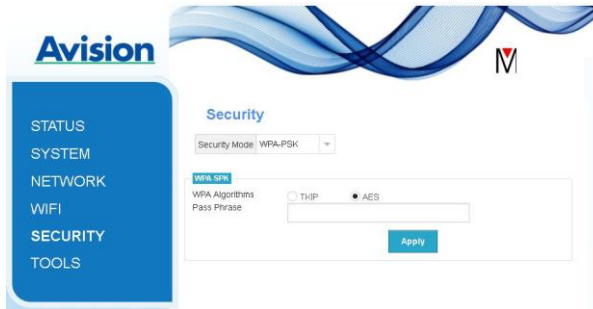 Avision
M
STATUS
SYSTEM
NETWORK
WIFI
SECURITY
TOOLS
Security
Security Mode WPA-PSK
WPA SPK
WPA Algorithms TKIP AES
Pass Phrase
Apply